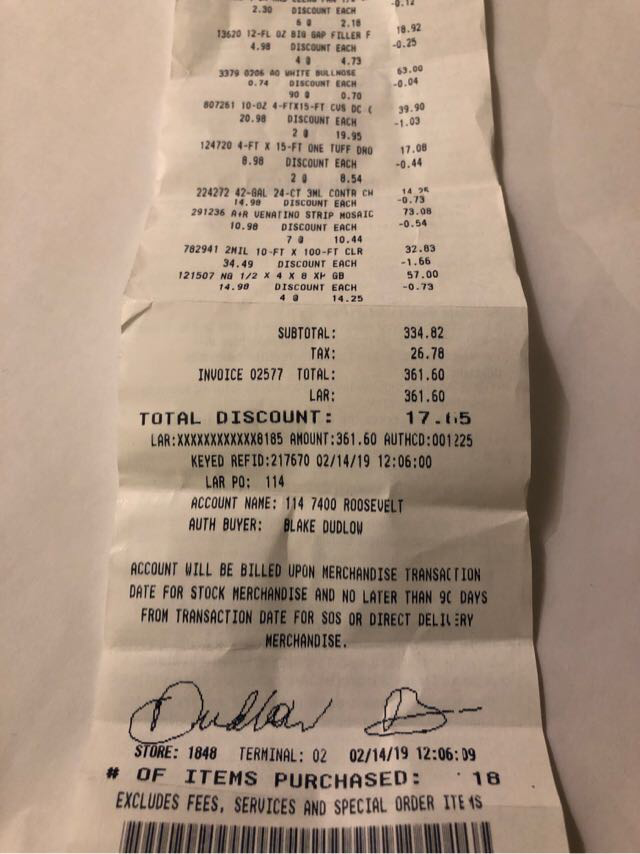 2.30 DISCOUNT EACH -0.12
6 @ 2.18
13620 12-FL OZ BIG GAP FILLER F 18.92
4.98 DISCOUNT EACH -0.25
4 @ 4.73
3379 0206 AO WHITE BULLNOSE 63.00
0.74 DISCOUNT EACH -0.04
90 @ 0.70
807261 10-OZ 4-FTX15-FT CVS DC ( 39.90
20.98 DISCOUNT EACH -1.03
2 @ 19.95
124720 4-FT X 15-FT ONE TUFF DRO 17.08
8.98 DISCOUNT EACH -0.44
2 @ 8.54
224272 42-GAL 24-CT 3ML CONTR CH 14.25
14.98 DISCOUNT EACH -0.73
291236 A+R VENATINO STRIP MOSAIC 73.08
10.98 DISCOUNT EACH -0.54
7 @ 10.44
782941 2MIL 10-FT X 100-FT CLR 32.83
34.49 DISCOUNT EACH -1.66
121507 NG 1/2 X 4 X 8 XP GB 57.00
14.98 DISCOUNT EACH -0.73
4 @ 14.25
SUBTOTAL: 334.82
TAX: 26.78
INVOICE 02577 TOTAL: 361.60
LAR: 361.60
TOTAL DISCOUNT: 17.65
LAR:XXXXXXXXXXXX8185 AMOUNT:361.60 AUTHCD:001225
KEYED REFID:217670 02/14/19 12:06:00
LAR PO: 114
ACCOUNT NAME: 114 7400 ROOSEVELT
AUTH BUYER: BLAKE DUDLOW
ACCOUNT WILL BE BILLED UPON MERCHANDISE TRANSACTION
DATE FOR STOCK MERCHANDISE AND NO LATER THAN 90 DAYS
FROM TRANSACTION DATE FOR SOS OR DIRECT DELIVERY
MERCHANDISE.
Dudlow
STORE: 1848 TERMINAL: 02 02/14/19 12:06:09
# OF ITEMS PURCHASED: 18
EXCLUDES FEES, SERVICES AND SPECIAL ORDER ITEMS